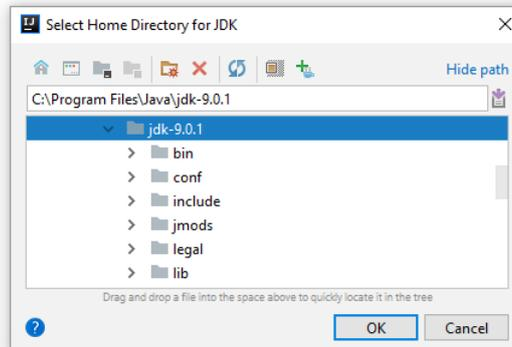 Select Home Directory for JDK
Hide path
C:\Program Files\Java\jdk-9.0.1
jdk-9.0.1
bin
conf
include
jmods
legal
lib
Drag and drop a file into the space above to quickly locate it in the tree
? OK Cancel